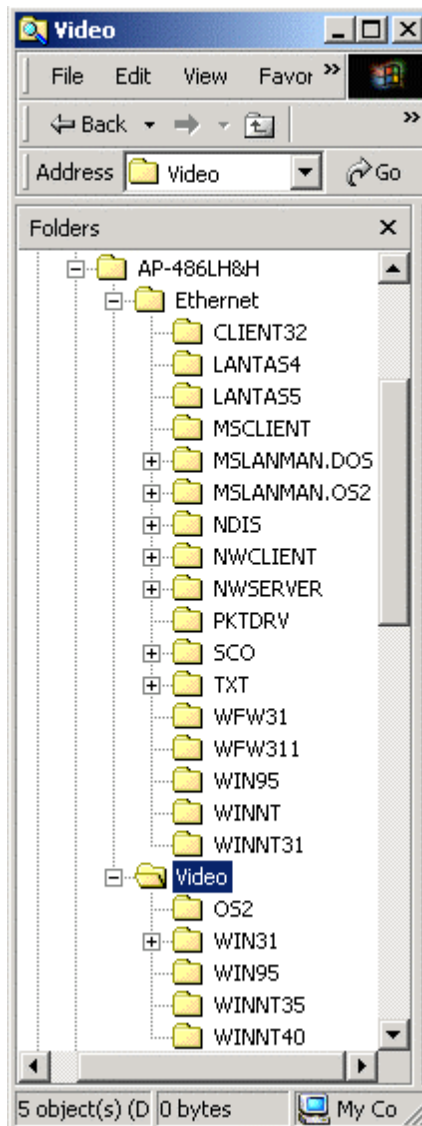 Video
File Edit View Favor »
Back »
Address Video Go
Folders
AP-486LH&H
Ethernet
CLIENT32
LANTAS4
LANTAS5
MSCLIENT
MSLANMAN.DOS
MSLANMAN.OS2
NDIS
NWCLIENT
NWSERVER
PKTDRV
SCO
TXT
WFW31
WFW311
WIN95
WINNT
WINNT31
Video
OS2
WIN31
WIN95
WINNT35
WINNT40
5 object(s) (D 0 bytes My Co